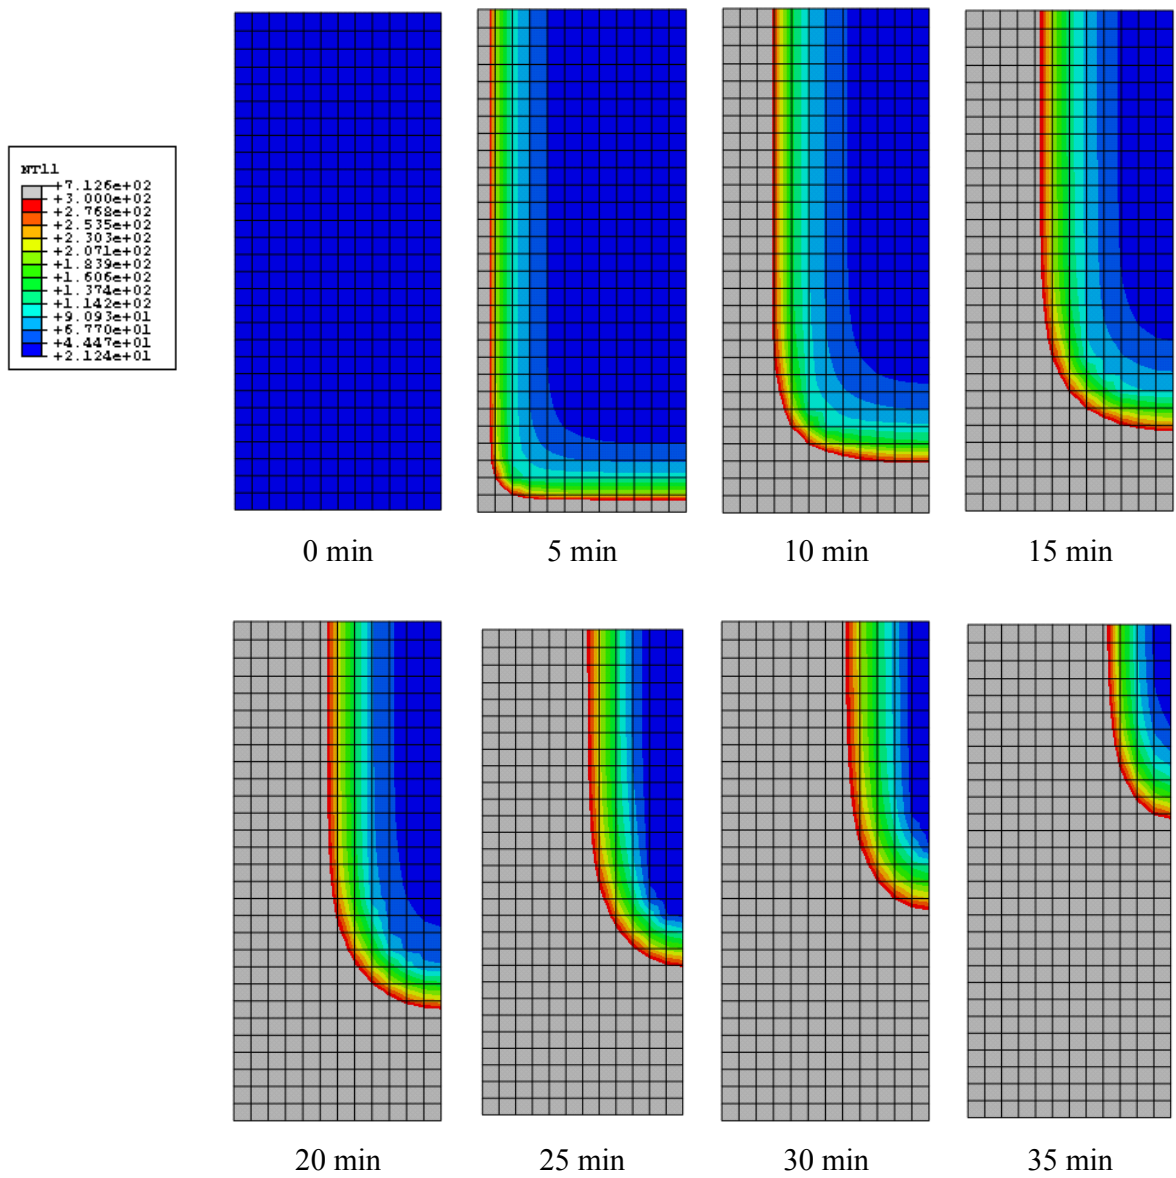 NT11
+7.126e+02
+3.000e+02
+2.768e+02
+2.535e+02
+2.303e+02
+2.071e+02
+1.839e+02
+1.606e+02
+1.374e+02
+1.142e+02
+9.093e+01
+6.770e+01
+4.447e+01
+2.124e+01
0 min
5 min
10 min
15 min
20 min
25 min
30 min
35 min